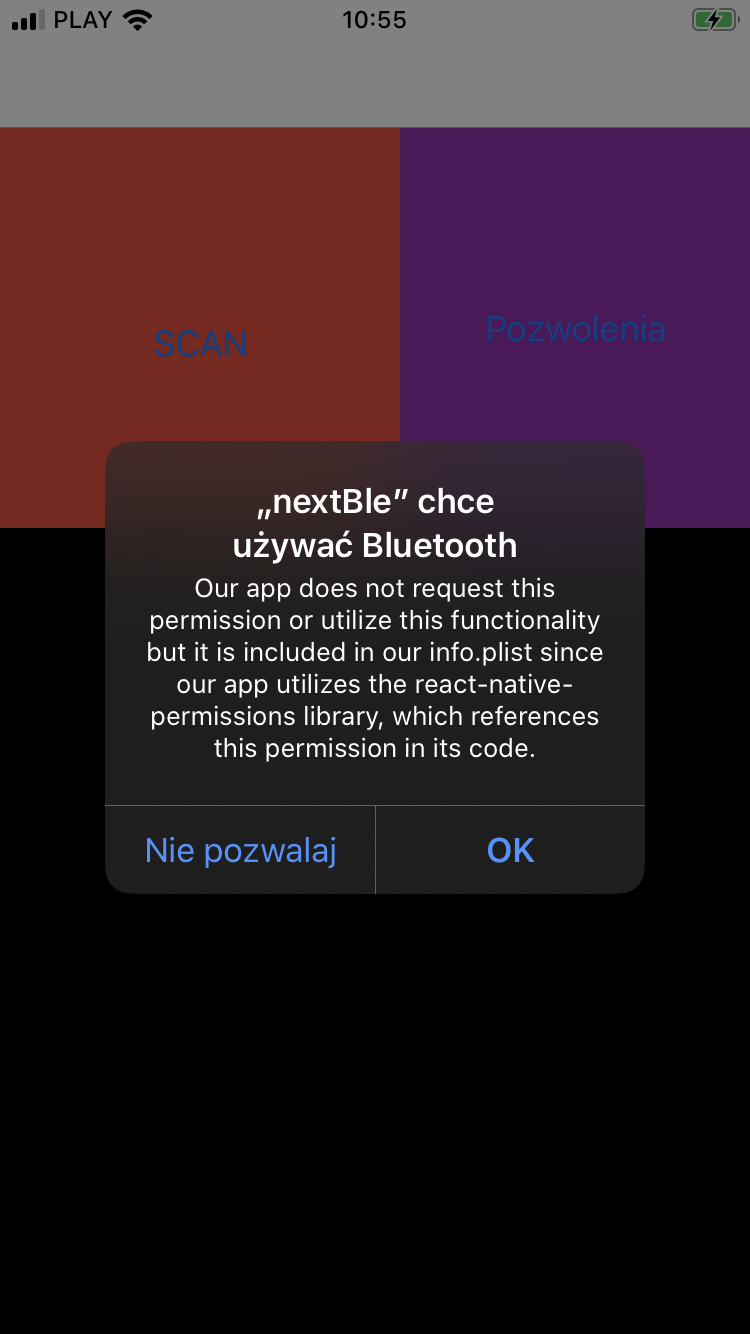 PLAY 10:55
SCAN
Pozwolenia
„nextBle” chce
używać Bluetooth
Our app does not request this
permission or utilize this functionality
but it is included in our info.plist since
our app utilizes the react-native-
permissions library, which references
this permission in its code.
Nie pozwalaj
OK